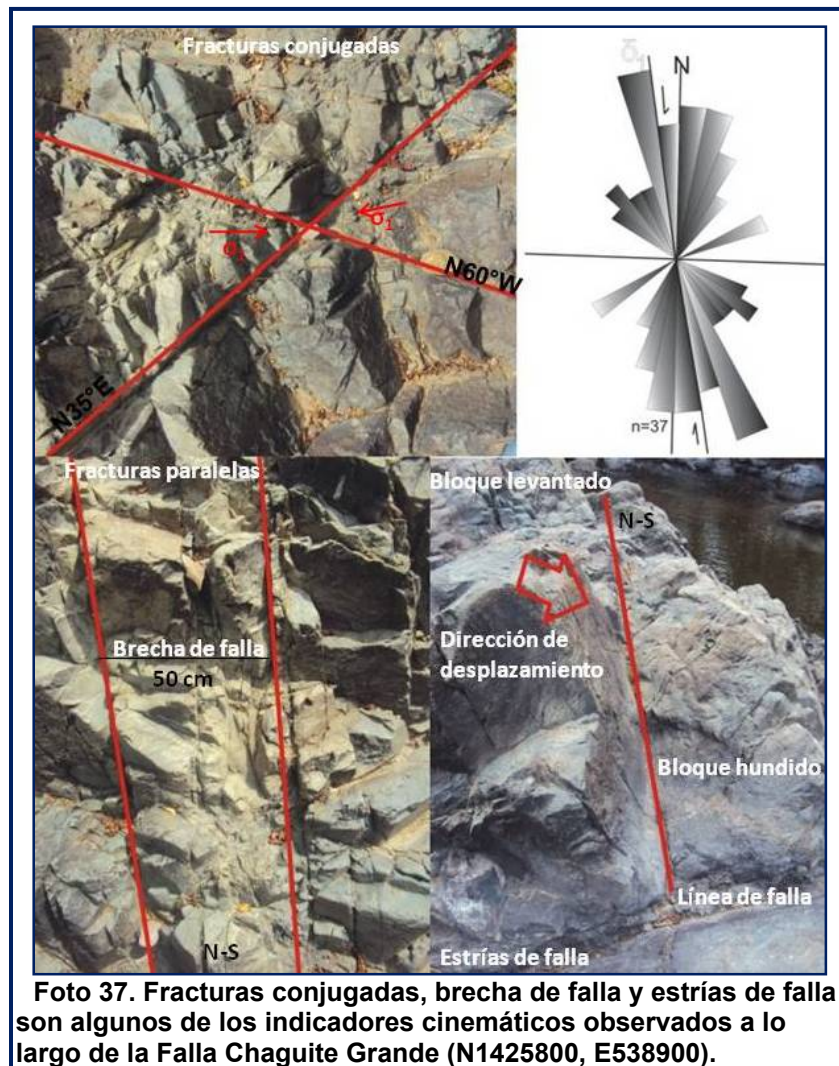 Fracturas conjugadas
σ1
σ1
N60°W
N35°E
σ1
N
n=37
Fracturas paralelas
Brecha de falla
50 cm
N-S
Bloque levantado
N-S
Dirección de
desplazamiento
Bloque hundido
Línea de falla
Estrías de falla
Foto 37. Fracturas conjugadas, brecha de falla y estrías de falla
son algunos de los indicadores cinemáticos observados a lo
largo de la Falla Chaguite Grande (N1425800, E538900).